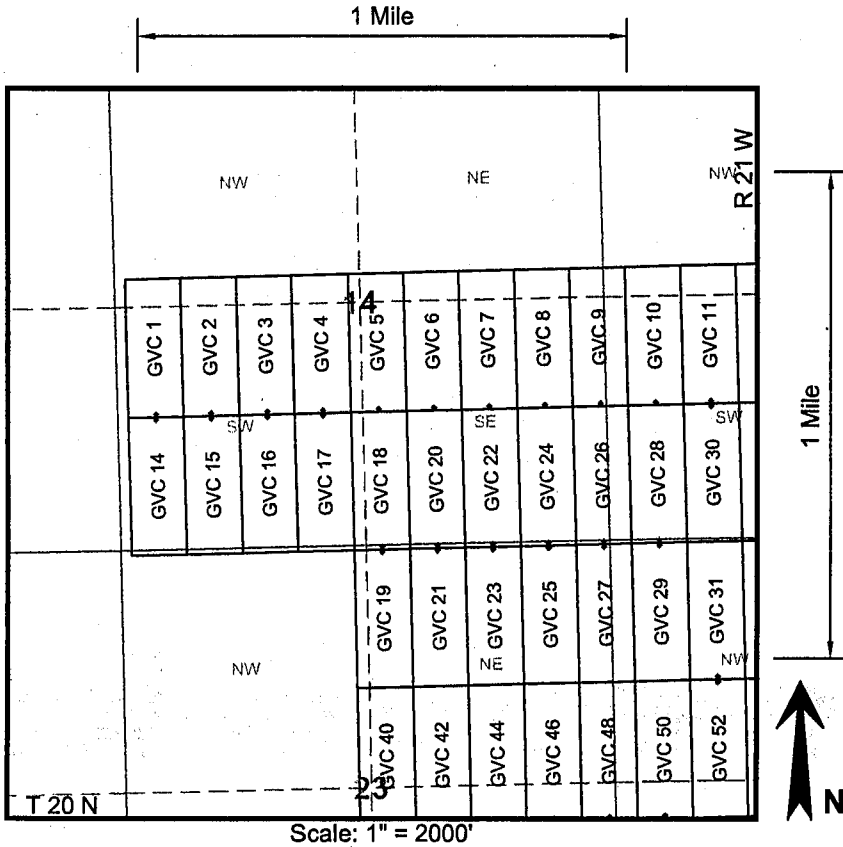 1 Mile
R 21 W
NW
NE
NW
14
GVC 1
GVC 2
GVC 3
GVC 4
GVC 5
GVC 6
GVC 7
GVC 8
GVC 9
GVC 10
GVC 11
1 Mile
SW
SE
SW
GVC 14
GVC 15
GVC 16
GVC 17
GVC 18
GVC 20
GVC 22
GVC 24
GVC 26
GVC 28
GVC 30
GVC 19
GVC 21
GVC 23
GVC 25
GVC 27
GVC 29
GVC 31
NW
NE
NW
GVC 40
GVC 42
GVC 44
GVC 46
GVC 48
GVC 50
GVC 52
23
T 20 N
N
Scale: 1" = 2000'